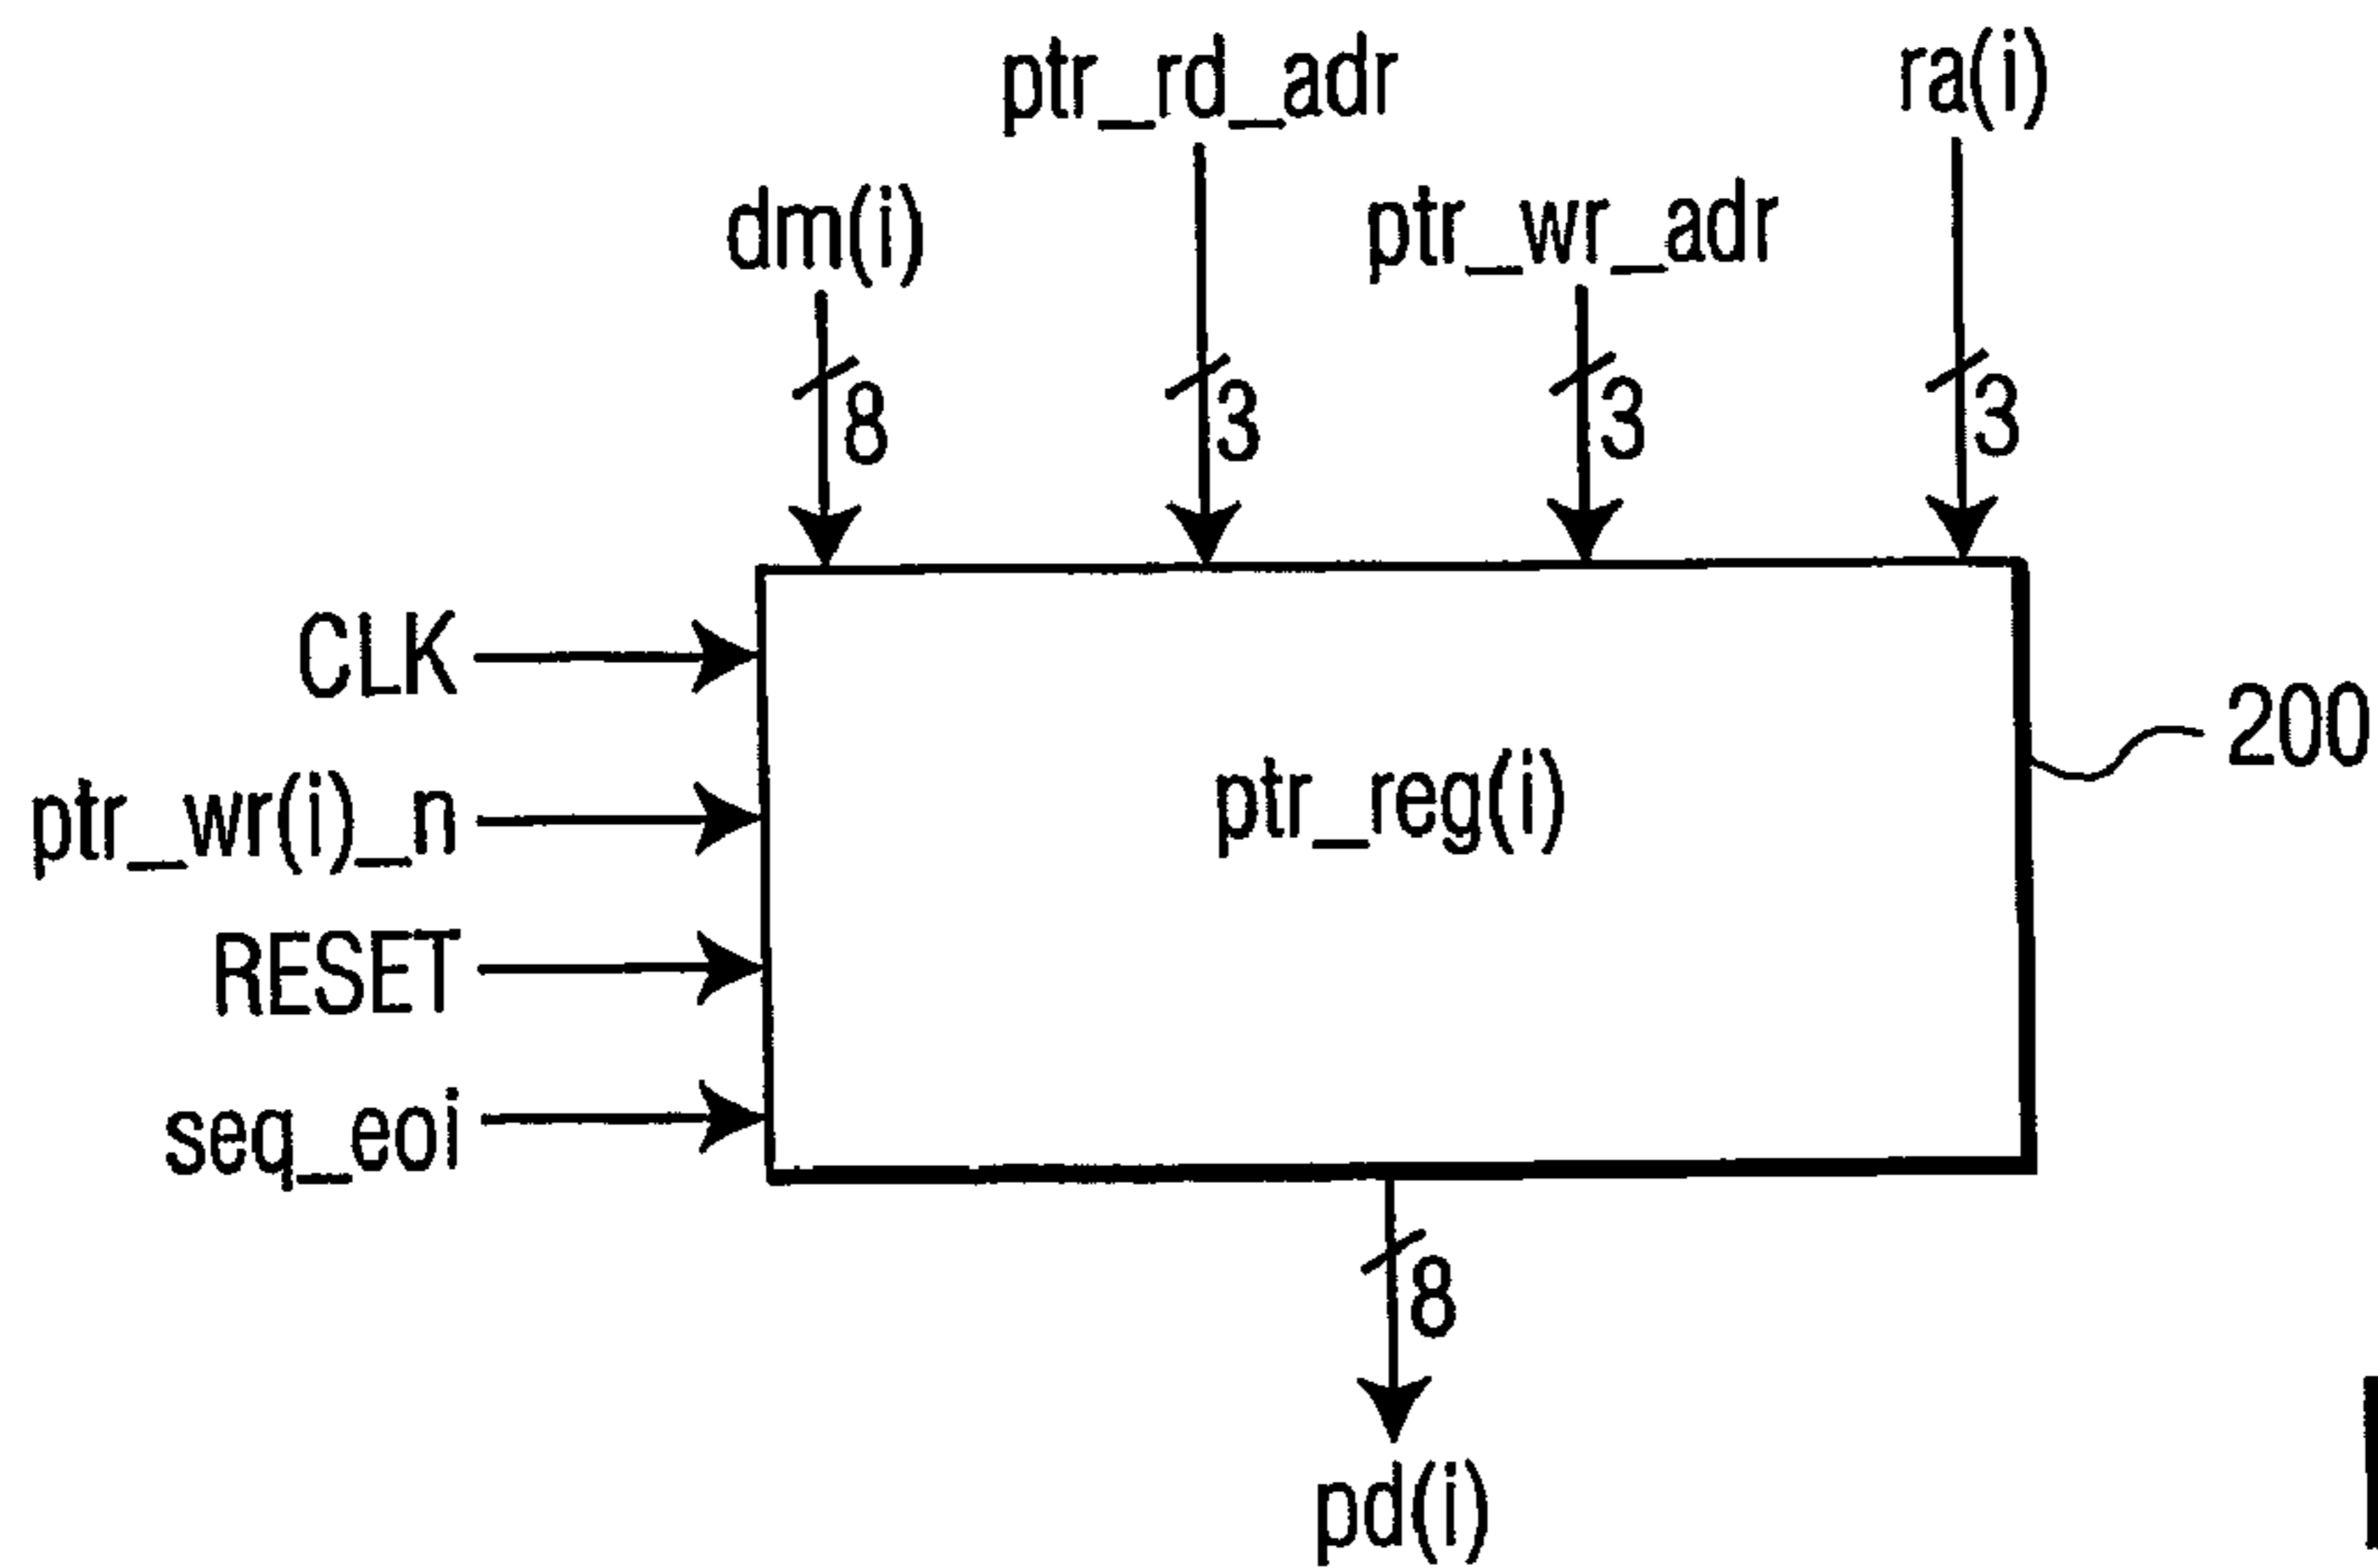 ptr_rd_adr
ra(i)
dm(i)
ptr_wr_adr
8
3
3
3
CLK
200
ptr_wr(i)_n
ptr_reg(i)
RESET
seq_eoi
8
pd(i)